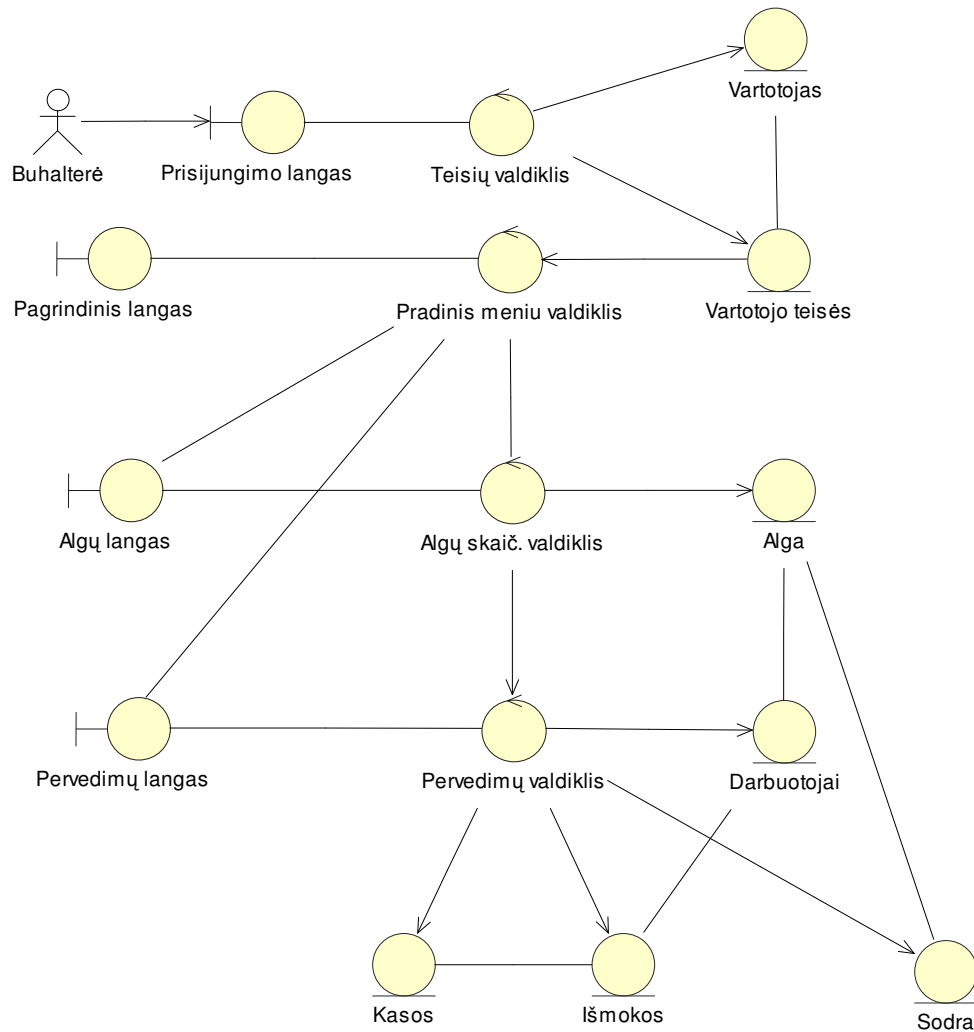 Vartotojas
Buhalterė
Prisijungimo langas
Teisių valdiklis
Pagrindinis langas
Pradinis meniu valdiklis
Vartotojo teisės
Algų langas
Algų skaič. valdiklis
Alga
Pervedimų langas
Pervedimų valdiklis
Darbuotojai
Kasos
Išmokos
Sodra